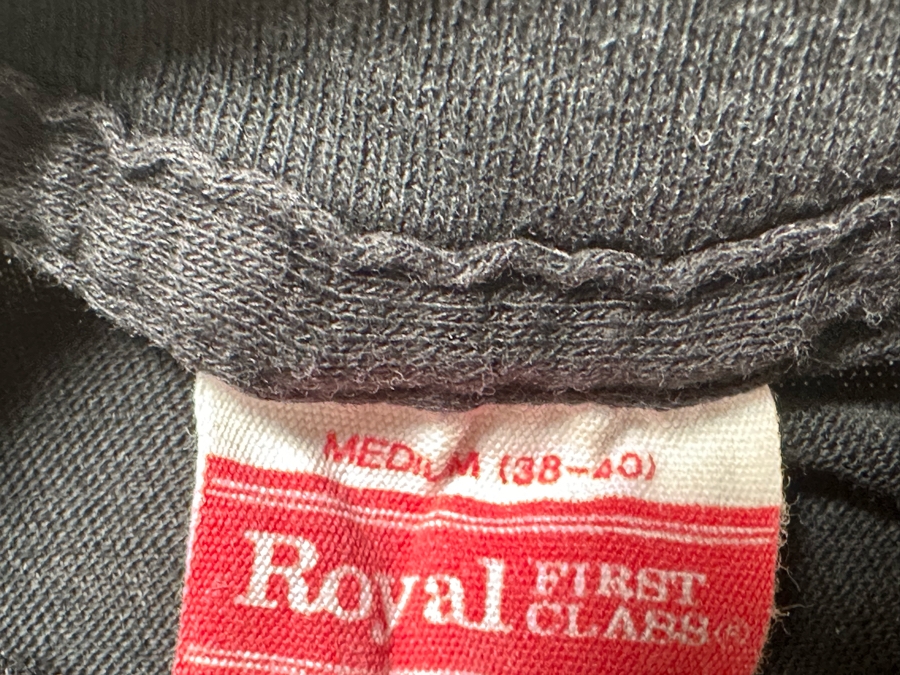 MEDIUM (38-40)
Royal FIRST
CLASS®